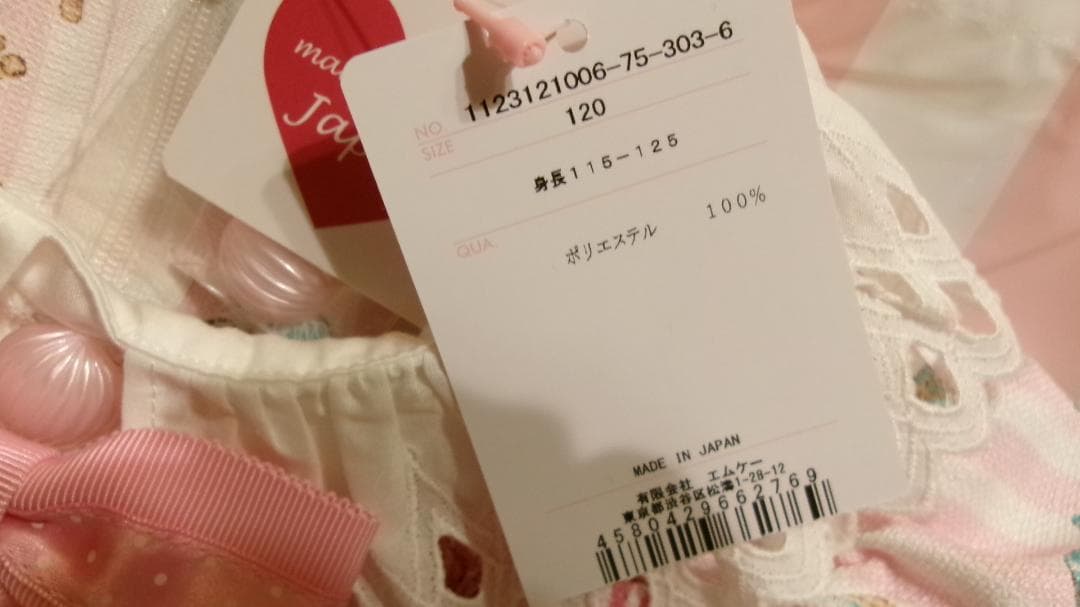 ma
Jap
NO 1123121006-75-303-6
SIZE 120
身長115-125
QUA. ポリエステル 100%
MADE IN JAPAN
有限会社 エムケー
東京都渋谷区松濤1-28-12
4580429662769